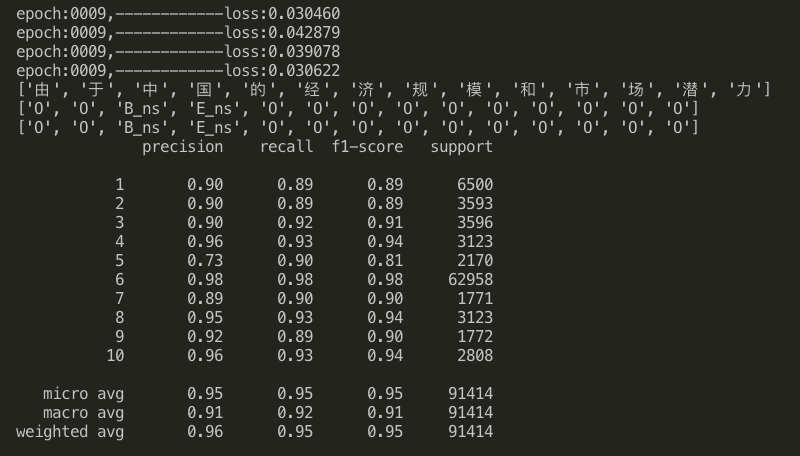 epoch:0009,------------loss:0.030460
epoch:0009,------------loss:0.042879
epoch:0009,------------loss:0.039078
epoch:0009,------------loss:0.030622
['由', '于', '中', '国', '的', '经', '济', '规', '模', '和', '市', '场', '潜', '力']
['O', 'O', 'B_ns', 'E_ns', 'O', 'O', 'O', 'O', 'O', 'O', 'O', 'O', 'O', 'O']
['O', 'O', 'B_ns', 'E_ns', 'O', 'O', 'O', 'O', 'O', 'O', 'O', 'O', 'O', 'O']
precision recall f1-score support
1 0.90 0.89 0.89 6500
2 0.90 0.89 0.89 3593
3 0.90 0.92 0.91 3596
4 0.96 0.93 0.94 3123
5 0.73 0.90 0.81 2170
6 0.98 0.98 0.98 62958
7 0.89 0.90 0.90 1771
8 0.95 0.93 0.94 3123
9 0.92 0.89 0.90 1772
10 0.96 0.93 0.94 2808
micro avg 0.95 0.95 0.95 91414
macro avg 0.91 0.92 0.91 91414
weighted avg 0.96 0.95 0.95 91414